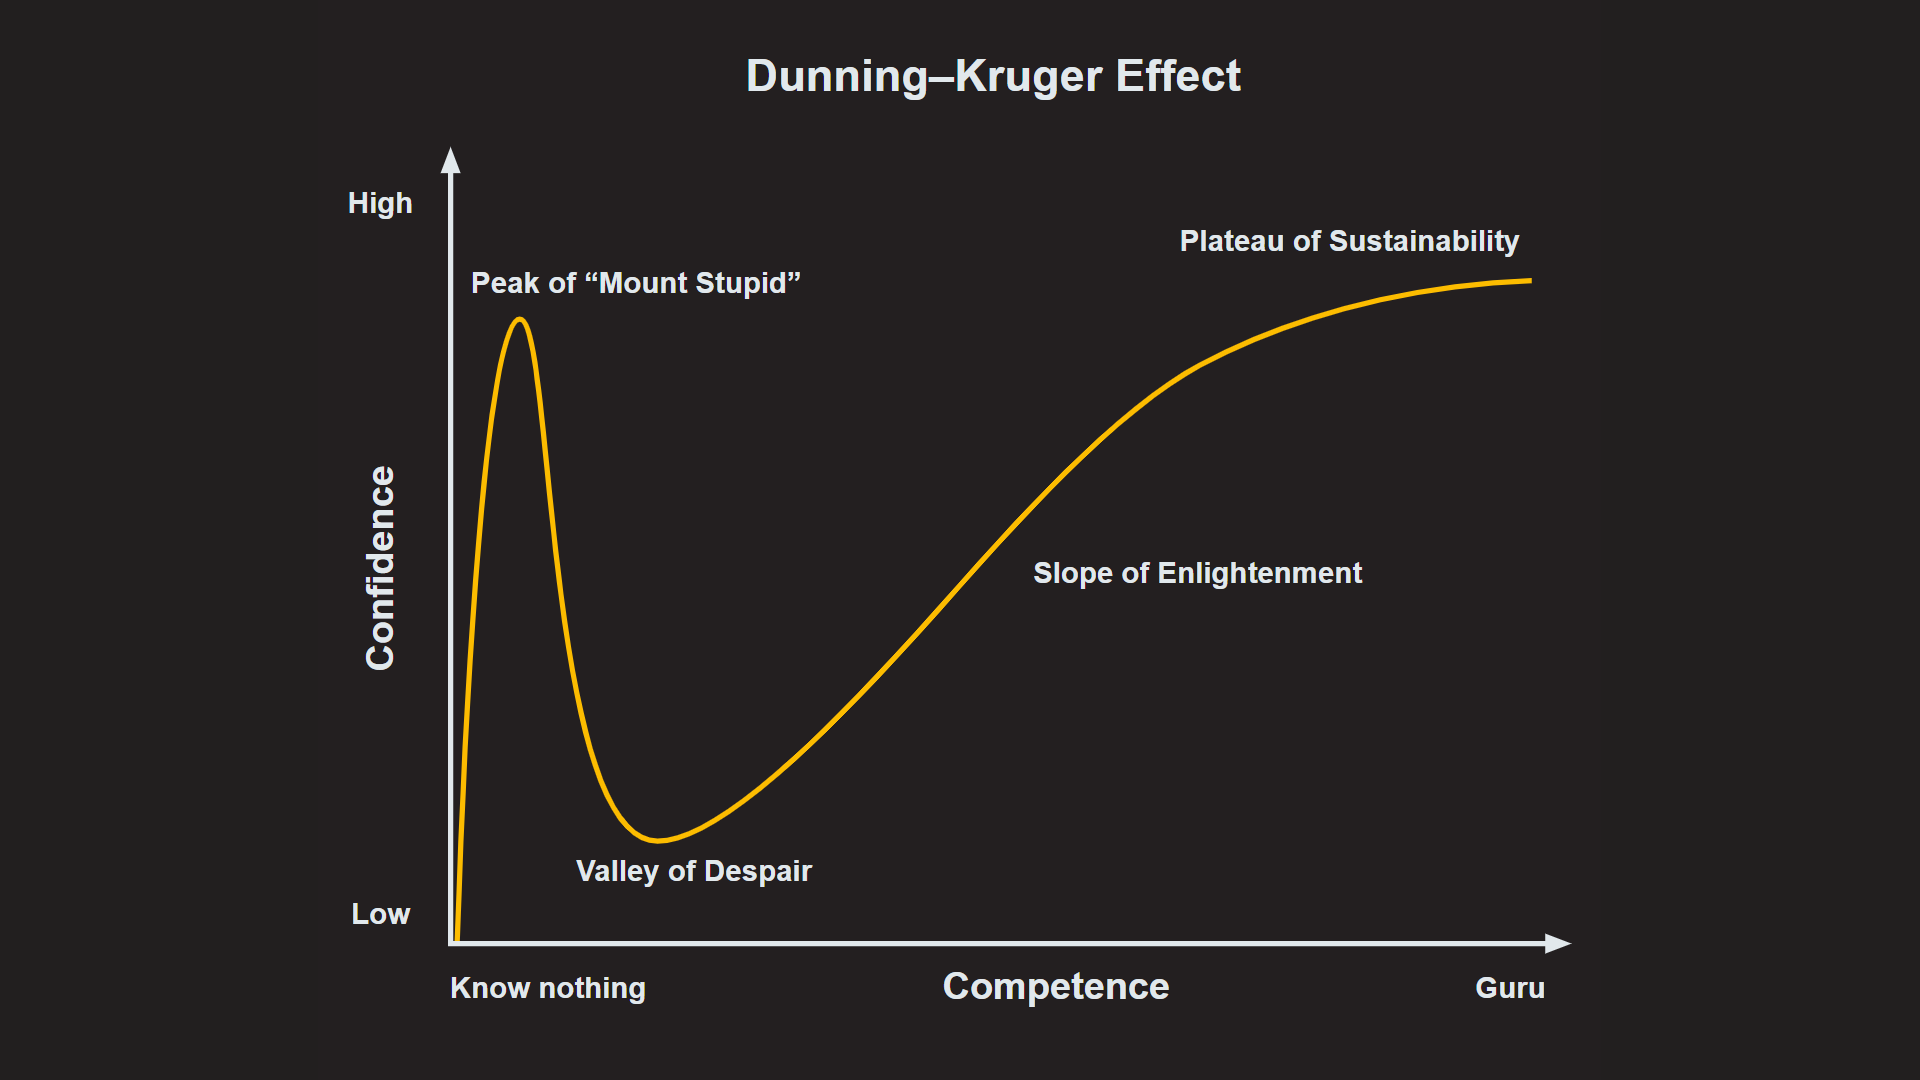 Dunning–Kruger Effect
High
Plateau of Sustainability
Peak of “Mount Stupid”
Confidence
Slope of Enlightenment
Valley of Despair
Low
Know nothing
Competence
Guru